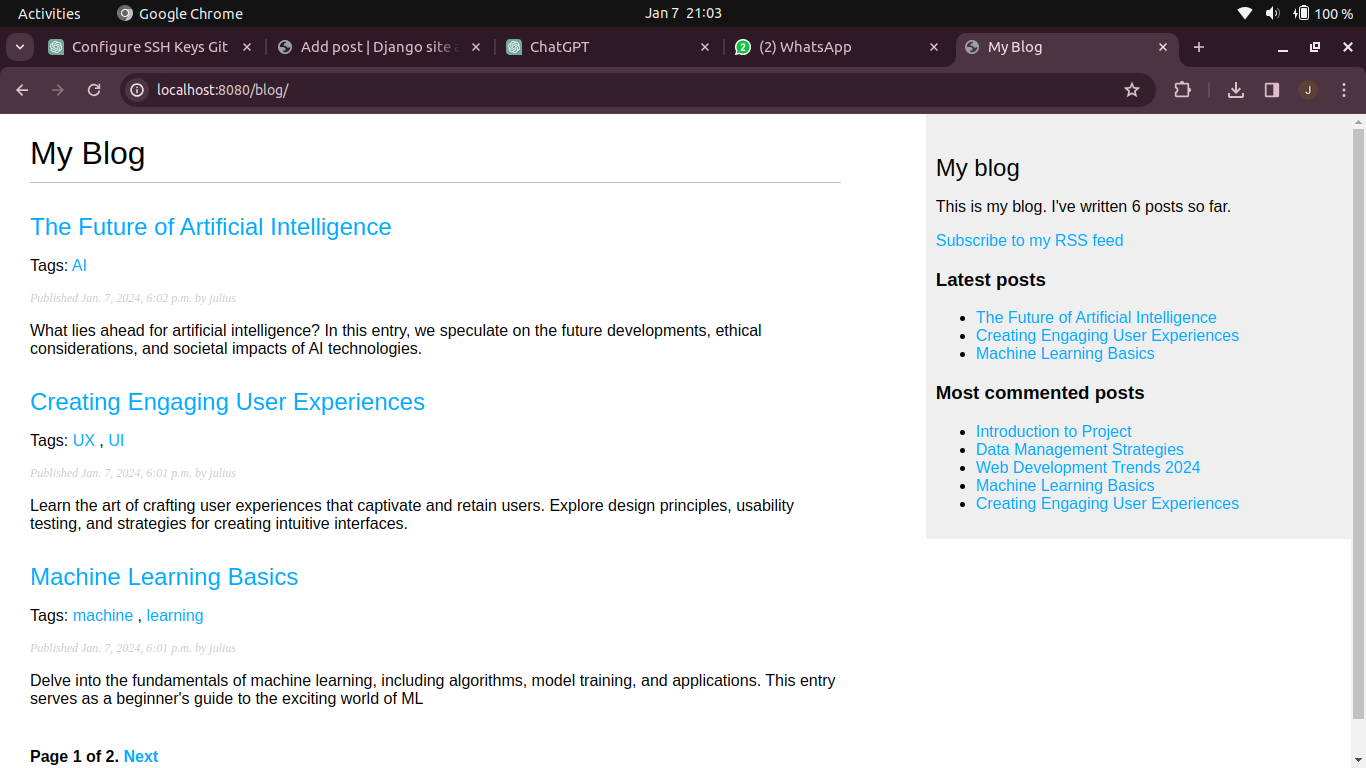 Activities
Google Chrome
Jan 7 21:03
100 %
Configure SSH Keys Git
Add post | Django site a
ChatGPT
2
(2) WhatsApp
My Blog
localhost:8080/blog/
J
My Blog
The Future of Artificial Intelligence
Tags: AI
Published Jan. 7, 2024, 6:02 p.m. by julius
What lies ahead for artificial intelligence? In this entry, we speculate on the future developments, ethical
considerations, and societal impacts of AI technologies.
Creating Engaging User Experiences
Tags: UX , UI
Published Jan. 7, 2024, 6:01 p.m. by julius
Learn the art of crafting user experiences that captivate and retain users. Explore design principles, usability
testing, and strategies for creating intuitive interfaces.
Machine Learning Basics
Tags: machine , learning
Published Jan. 7, 2024, 6:01 p.m. by julius
Delve into the fundamentals of machine learning, including algorithms, model training, and applications. This entry
serves as a beginner's guide to the exciting world of ML
Page 1 of 2. Next
My blog
This is my blog. I've written 6 posts so far.
Subscribe to my RSS feed
Latest posts
The Future of Artificial Intelligence
Creating Engaging User Experiences
Machine Learning Basics
Most commented posts
Introduction to Project
Data Management Strategies
Web Development Trends 2024
Machine Learning Basics
Creating Engaging User Experiences